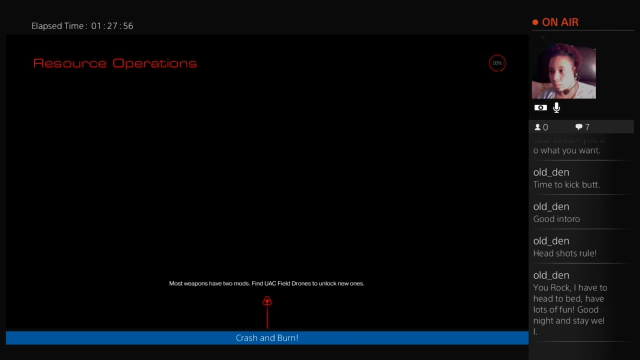 Elapsed Time : 01:27:56
Resource Operations
Most weapons have two mods. Find UAC Field Drones to unlock new ones.
Crash and Burn!
ON AIR
0 7
o what you want.
old_den
Time to kick butt.
old_den
Good intoro
old_den
Head shots rule!
old_den
You Rock, I have to
head to bed, have
lots of fun! Good
night and stay wel
l.